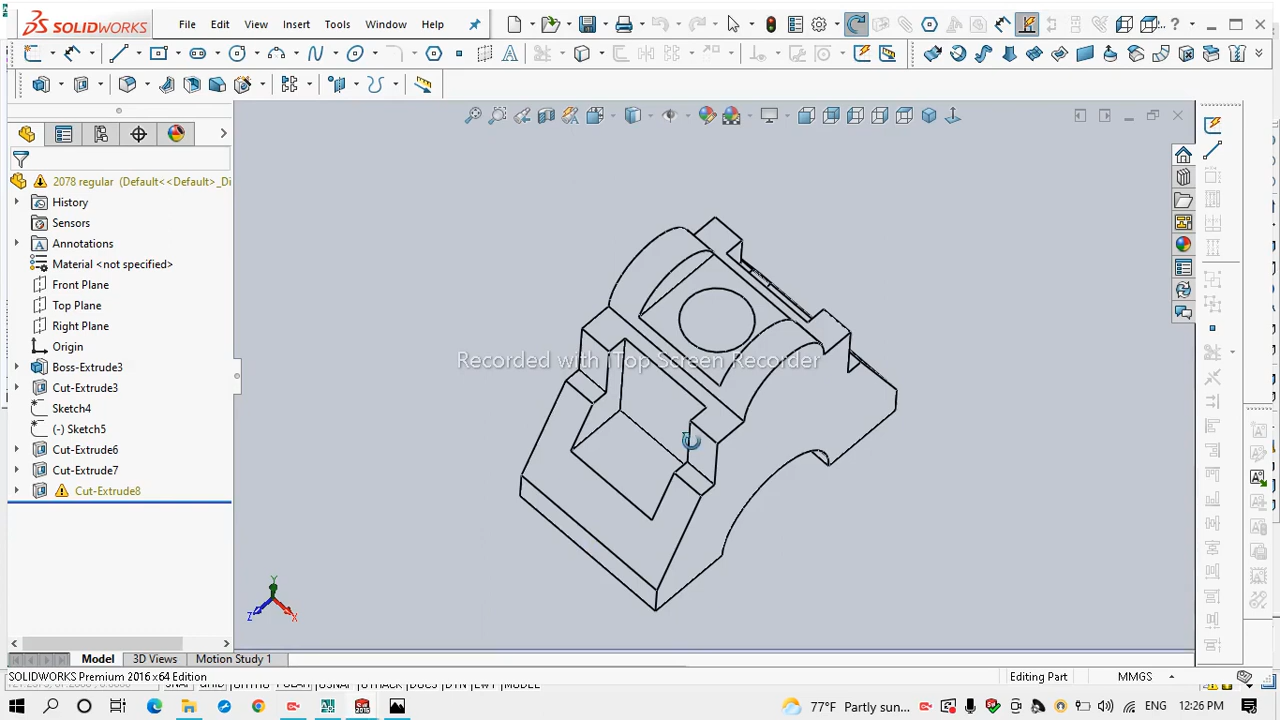 SOLIDWORKS File Edit View Insert Tools Window Help
2078 regular (Default<<Default>_Di
History
Sensors
Annotations
Material <not specified>
Front Plane
Top Plane
Right Plane
Origin
Boss-Extrude3
Cut-Extrude3
Sketch4
(-) Sketch5
Cut-Extrude6
Cut-Extrude7
Cut-Extrude8
Recorded with iTop Screen Recorder
Y
Z
X
Model 3D Views Motion Study 1
SOLIDWORKS Premium 2016 x64 Edition Editing Part MMGS
77°F Partly sun... ENG 12:26 PM